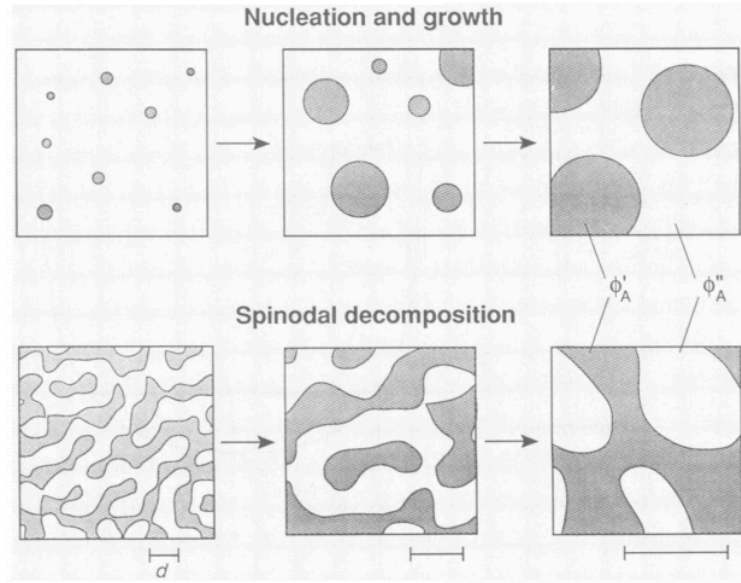 Nucleation and growth
ϕ'A ϕ''A
Spinodal decomposition
d